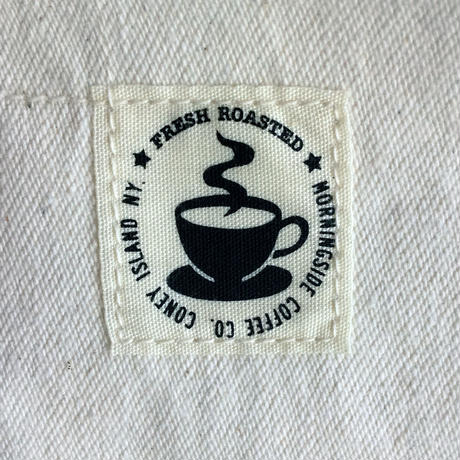 FRESH ROASTED
MORNINGSIDE COFFEE CO. CONEY ISLAND NY.